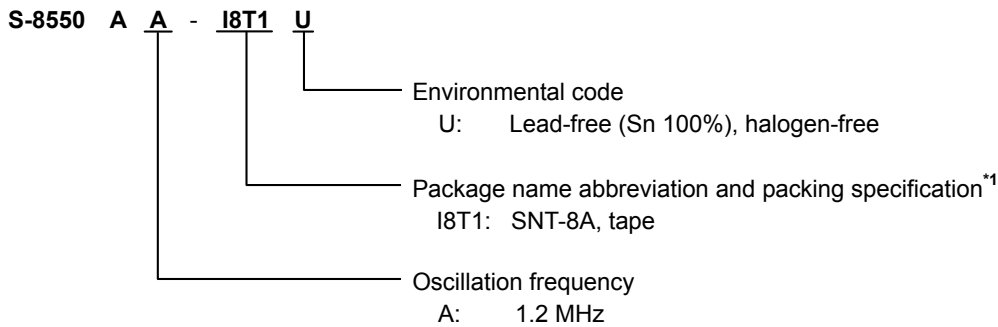 S-8550 A A - I8T1 U
Environmental code
U: Lead-free (Sn 100%), halogen-free
Package name abbreviation and packing specification*1
I8T1: SNT-8A, tape
Oscillation frequency
A: 1.2 MHz